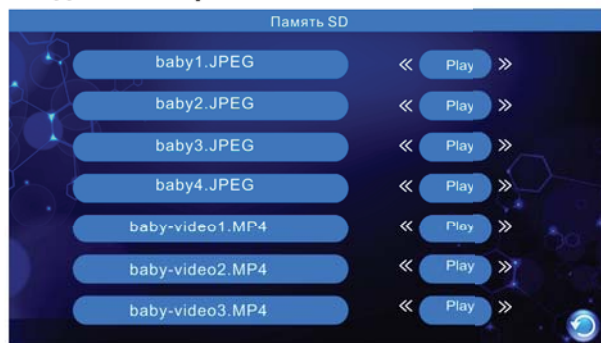 Память SD
baby1.JPEG « Play »
baby2.JPEG « Play »
baby3.JPEG « Play »
baby4.JPEG « Play »
baby-video1.MP4 « Play »
baby-video2.MP4 « Play »
baby-video3.MP4 « Play »